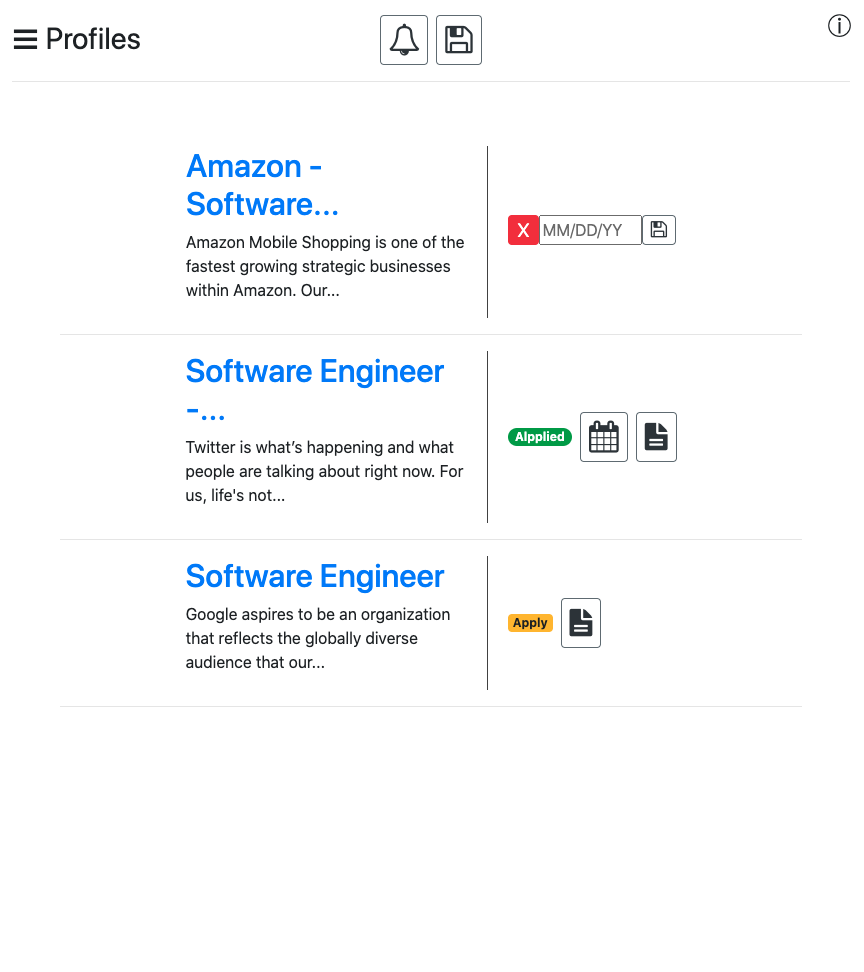 Profiles
Amazon -
Software...
Amazon Mobile Shopping is one of the
fastest growing strategic businesses
within Amazon. Our...
X MM/DD/YY
Software Engineer
-...
Twitter is what’s happening and what
people are talking about right now. For
us, life's not...
Alpplied
Software Engineer
Google aspires to be an organization
that reflects the globally diverse
audience that our...
Apply